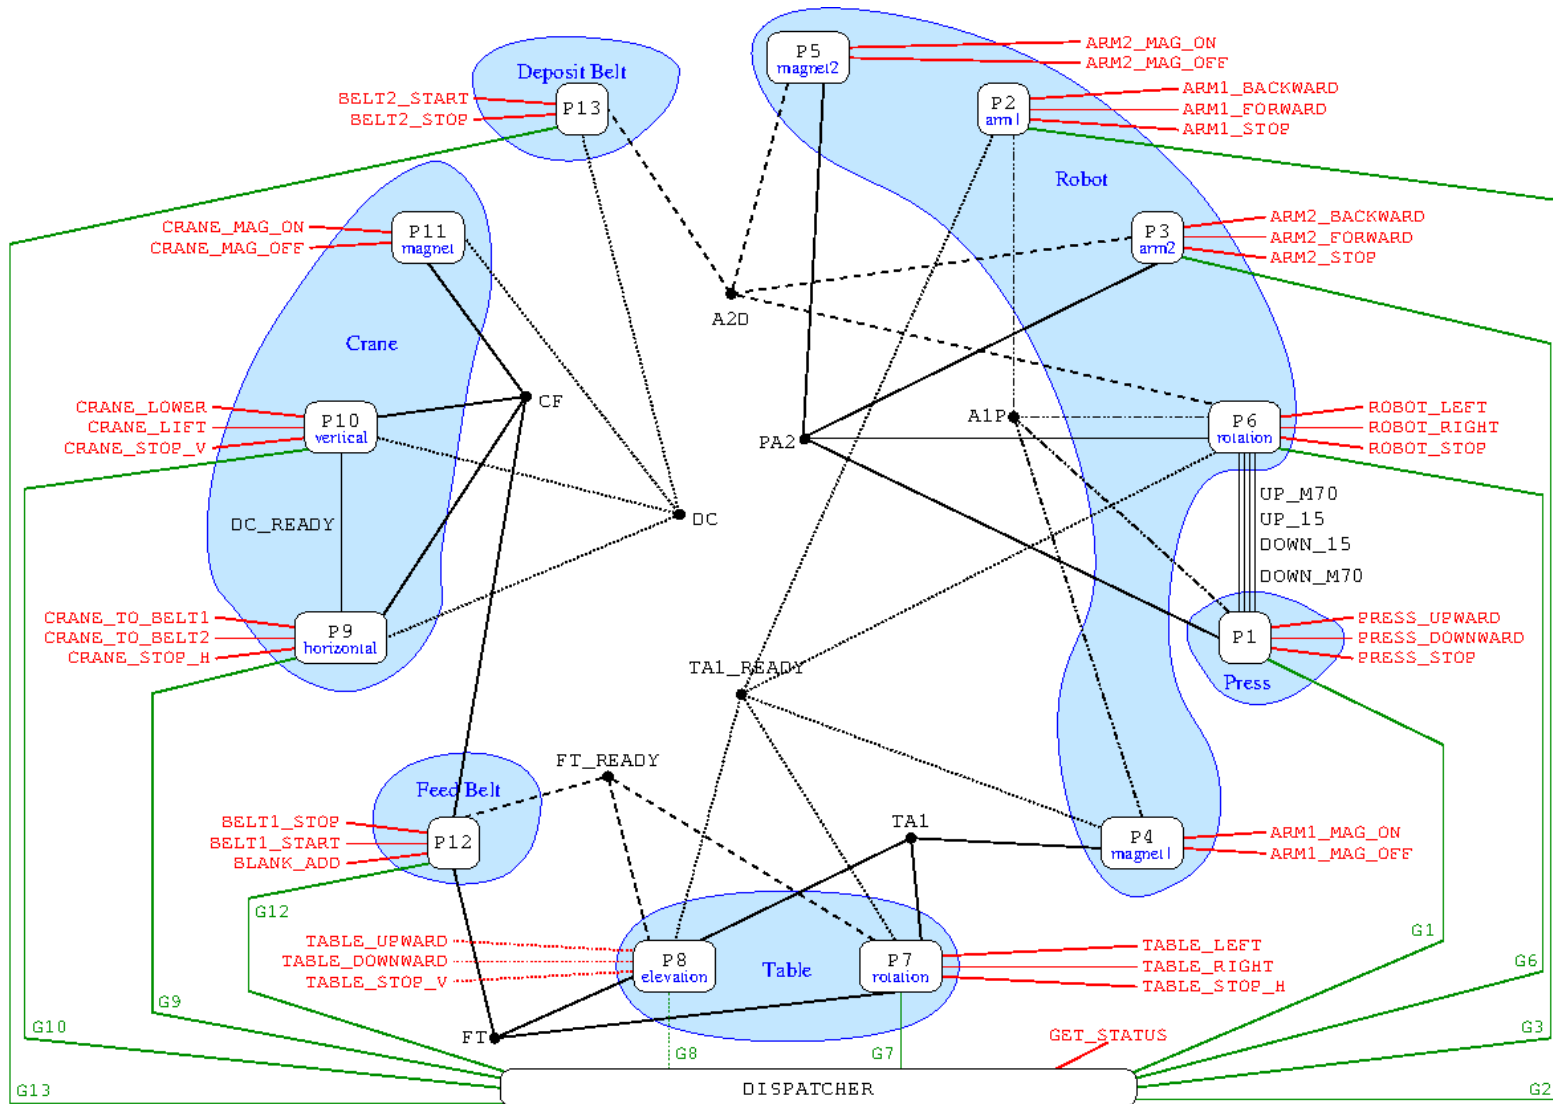 P5
magnet2
ARM2_MAG_ON
ARM2_MAG_OFF
Deposit Belt
BELT2_START
BELT2_STOP
P13
P2
arm1
ARM1_BACKWARD
ARM1_FORWARD
ARM1_STOP
Robot
CRANE_MAG_ON
CRANE_MAG_OFF
P11
magnet
P3
arm2
ARM2_BACKWARD
ARM2_FORWARD
ARM2_STOP
A2D
Crane
CF
CRANE_LOWER
CRANE_LIFT
CRANE_STOP_V
P10
vertical
PA2
A1P
P6
rotation
ROBOT_LEFT
ROBOT_RIGHT
ROBOT_STOP
DC_READY
DC
UP_M70
UP_15
DOWN_15
DOWN_M70
CRANE_TO_BELT1
CRANE_TO_BELT2
CRANE_STOP_H
P9
horizontal
P1
PRESS_UPWARD
PRESS_DOWNWARD
PRESS_STOP
Press
TA1_READY
FT_READY
Feed Belt
BELT1_STOP
BELT1_START
BLANK_ADD
P12
TA1
P4
magnet1
ARM1_MAG_ON
ARM1_MAG_OFF
G12
G1
TABLE_UPWARD
TABLE_DOWNWARD
TABLE_STOP_V
P8
elevation
Table
P7
rotation
TABLE_LEFT
TABLE_RIGHT
TABLE_STOP_H
G6
G9
G10
FT
G8
G7
GET_STATUS
G3
G13
DISPATCHER
G2